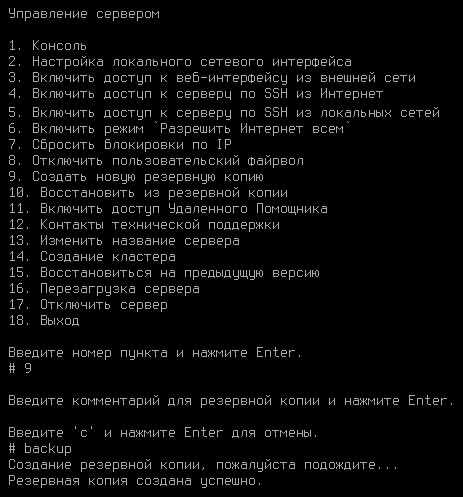 Управление сервером
1. Консоль
2. Настройка локального сетевого интерфейса
3. Включить доступ к веб-интерфейсу из внешней сети
4. Включить доступ к серверу по SSH из Интернет
5. Включить доступ к серверу по SSH из локальных сетей
6. Включить режим `Разрешить Интернет всем`
7. Сбросить блокировки по IP
8. Отключить пользовательский файрвол
9. Создать новую резервную копию
10. Восстановить из резервной копии
11. Включить доступ Удаленного Помощника
12. Контакты технической поддержки
13. Изменить название сервера
14. Создание кластера
15. Восстановиться на предыдущую версию
16. Перезагрузка сервера
17. Отключить сервер
18. Выход
Введите номер пункта и нажмите Enter.
# 9
Введите комментарий для резервной копии и нажмите Enter.
Введите 'c' и нажмите Enter для отмены.
# backup
Создание резервной копии, пожалуйста подождите...
Резервная копия создана успешно.